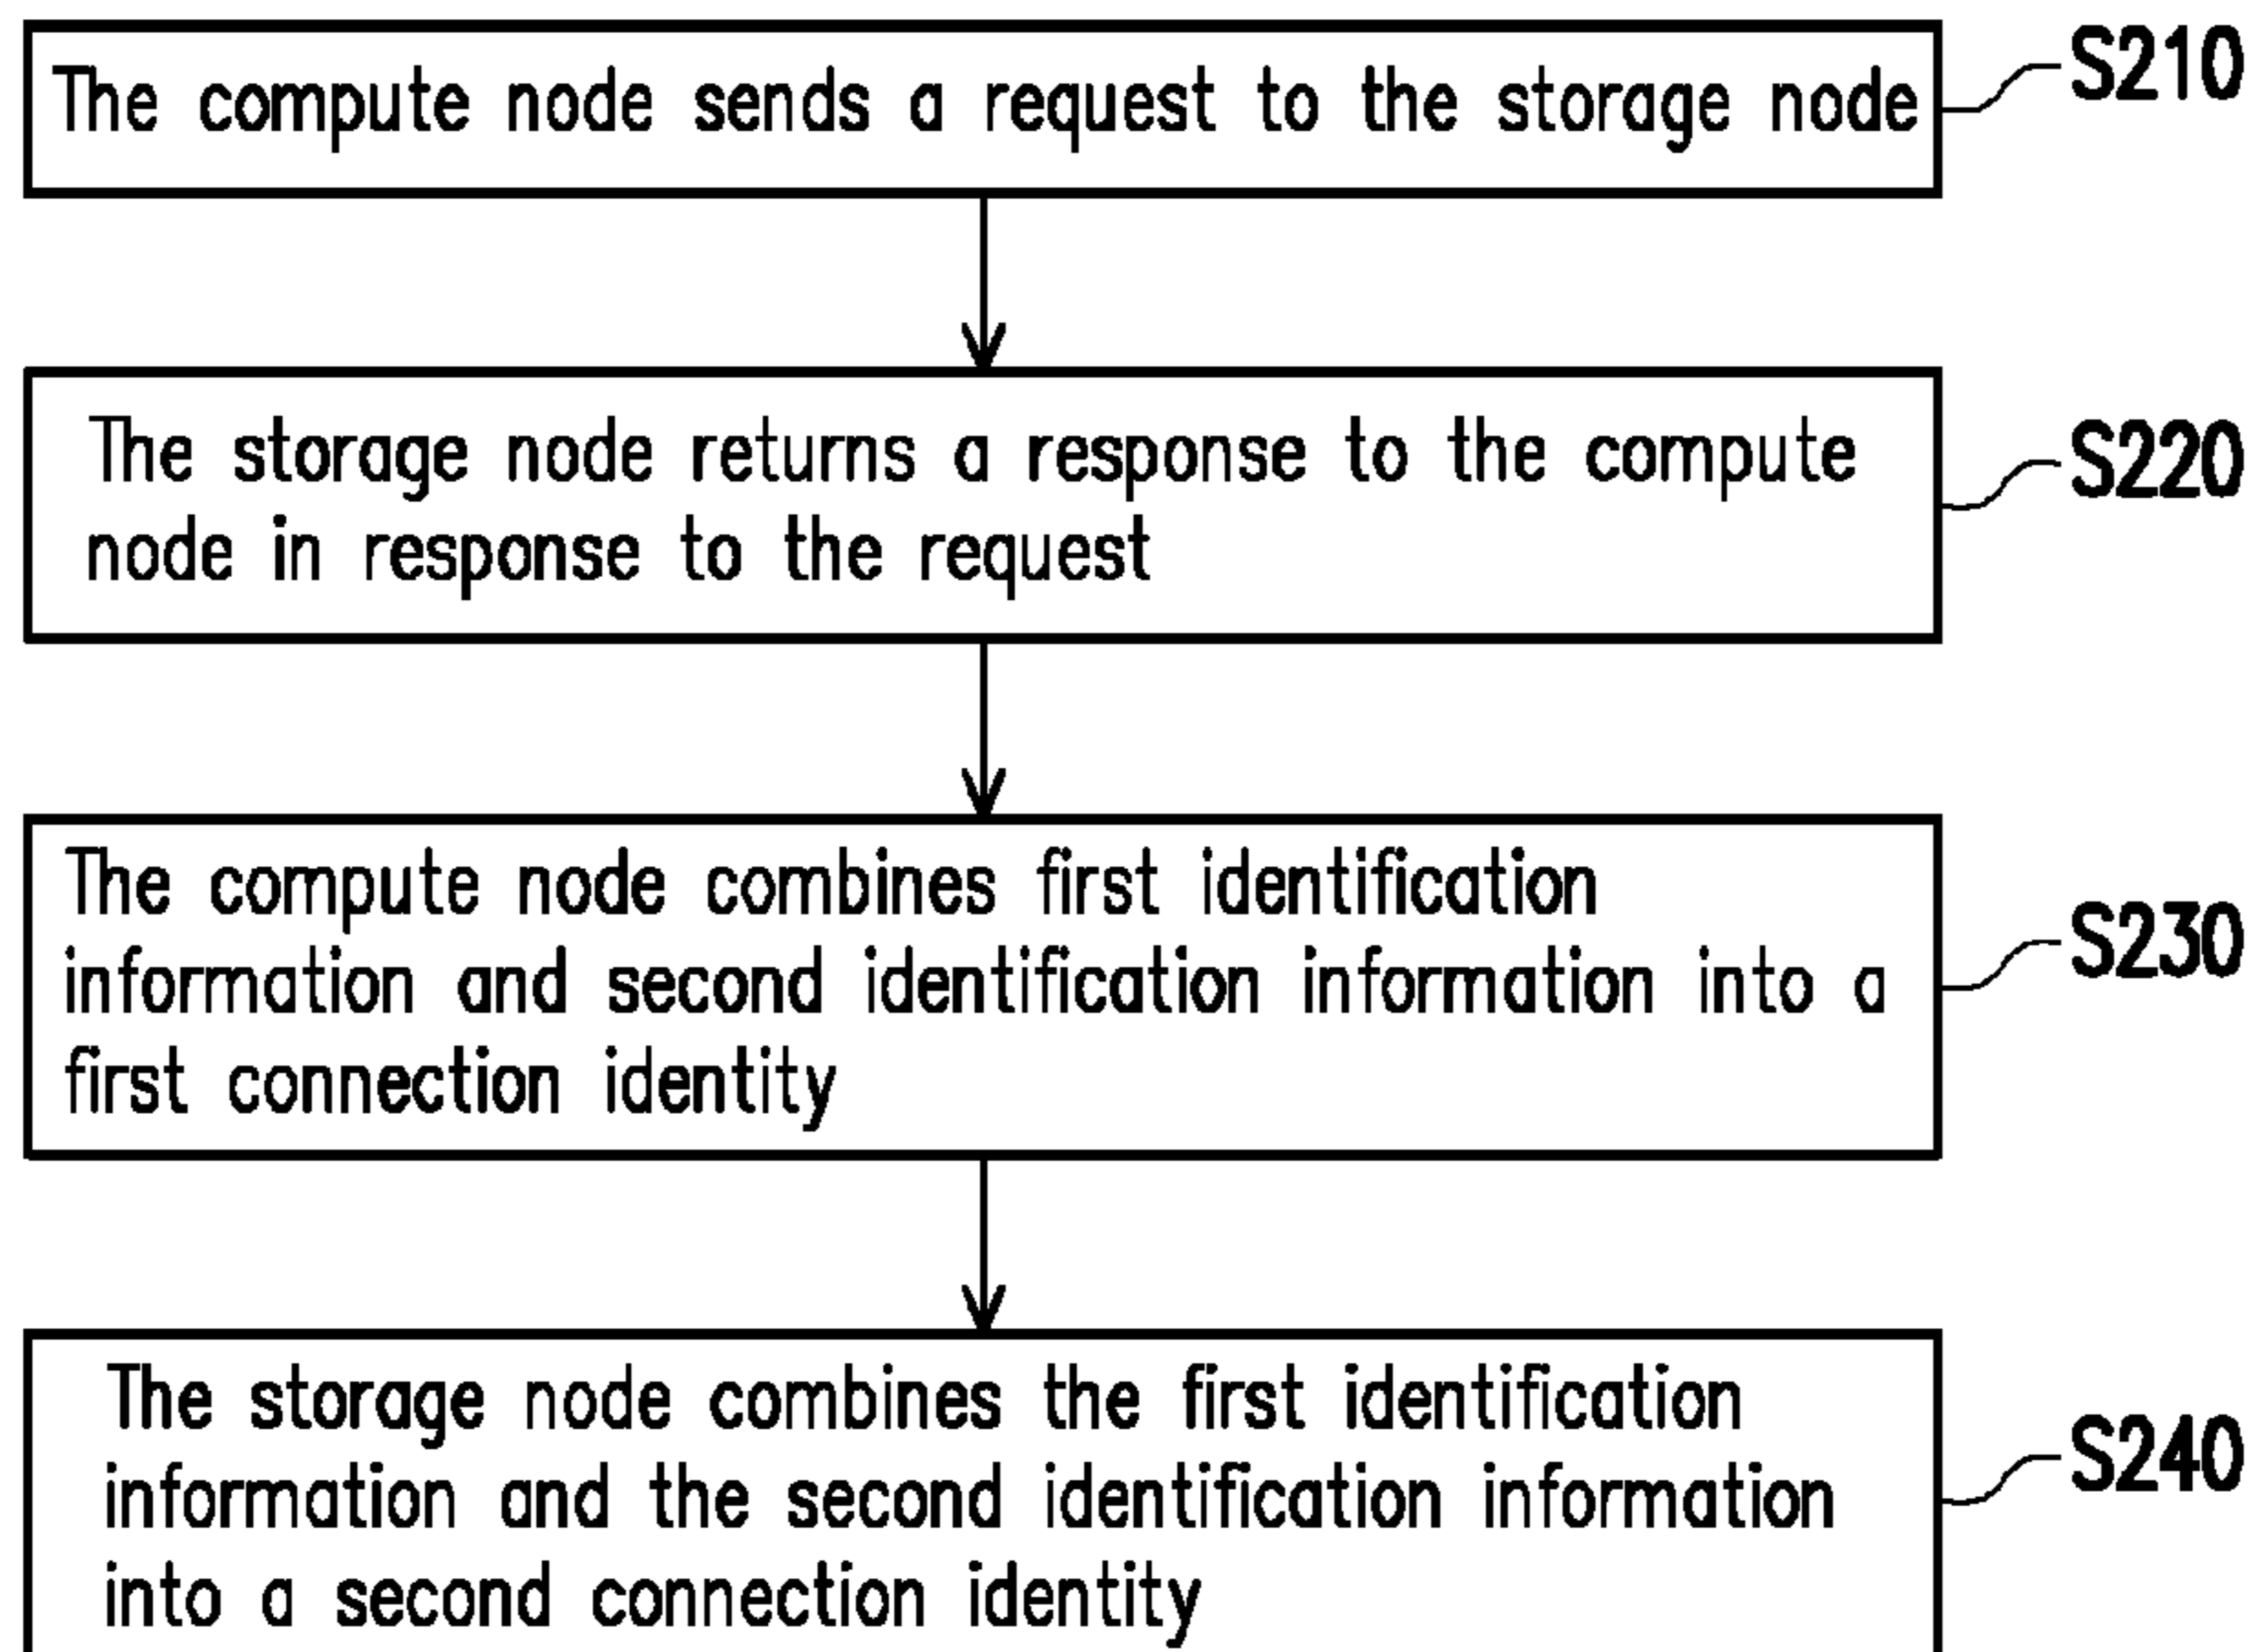 The compute node sends a request to the storage node
S210
The storage node returns a response to the compute
node in response to the request
S220
The compute node combines first identification
information and second identification information into a
first connection identity
S230
The storage node combines the first identification
information and the second identification information
into a second connection identity
S240